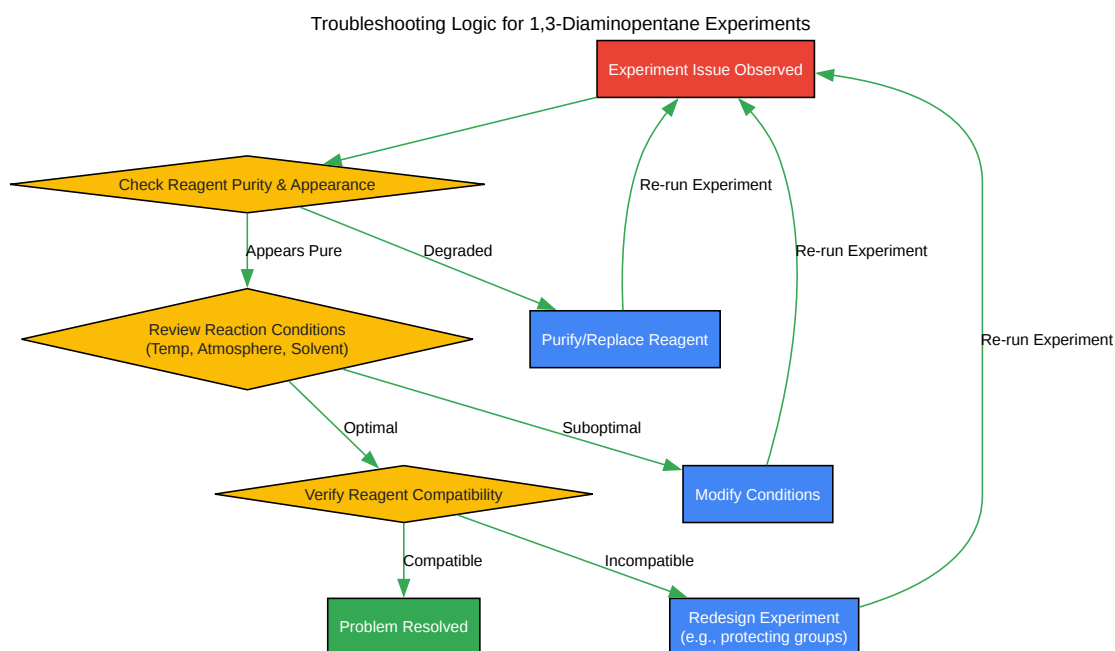 Troubleshooting Logic for 1,3-Diaminopentane Experiments
Experiment Issue Observed
Check Reagent Purity & Appearance
Re-run Experiment
Appears Pure
Degraded
Re-run Experiment
Review Reaction Conditions
(Temp, Atmosphere, Solvent)
Purify/Replace Reagent
Re-run Experiment
Optimal
Suboptimal
Verify Reagent Compatibility
Modify Conditions
Compatible
Incompatible
Problem Resolved
Redesign Experiment
(e.g., protecting groups)